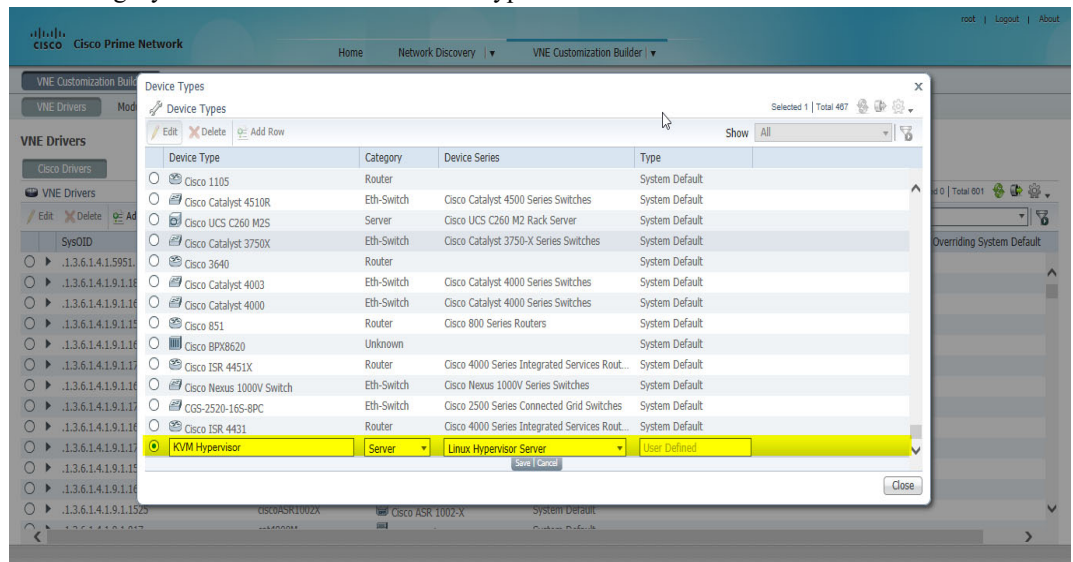 root | Logout | About
cisco Cisco Prime Network
Home Network Discovery VNE Customization Builder
VNE Customization Build
Device Types X
VNE Drivers Mod
Device Types
Selected 1 | Total 467
Edit Delete Add Row
Show All
VNE Drivers
Device Type Category Device Series Type
Cisco Drivers
Cisco 1105 Router System Default
VNE Drivers
d 0 | Total 601
Cisco Catalyst 4510R Eth-Switch Cisco Catalyst 4500 Series Switches System Default
Edit Delete Ad
Cisco UCS C260 M2S Server Cisco UCS C260 M2 Rack Server System Default
SysOID
Cisco Catalyst 3750X Eth-Switch Cisco Catalyst 3750-X Series Switches System Default
Overriding System Default
.1.3.6.1.4.1.5951.
Cisco 3640 Router System Default
.1.3.6.1.4.1.9.1.18
Cisco Catalyst 4003 Eth-Switch Cisco Catalyst 4000 Series Switches System Default
.1.3.6.1.4.1.9.1.16
Cisco Catalyst 4000 Eth-Switch Cisco Catalyst 4000 Series Switches System Default
.1.3.6.1.4.1.9.1.15
Cisco 851 Router Cisco 800 Series Routers System Default
.1.3.6.1.4.1.9.1.16
Cisco BPX8620 Unknown System Default
.1.3.6.1.4.1.9.1.17
Cisco ISR 4451X Router Cisco 4000 Series Integrated Services Rout... System Default
.1.3.6.1.4.1.9.1.16
Cisco Nexus 1000V Switch Eth-Switch Cisco Nexus 1000V Series Switches System Default
.1.3.6.1.4.1.9.1.17
CGS-2520-16S-8PC Eth-Switch Cisco 2500 Series Connected Grid Switches System Default
.1.3.6.1.4.1.9.1.16
Cisco ISR 4431 Router Cisco 4000 Series Integrated Services Rout... System Default
.1.3.6.1.4.1.9.1.17
KVM Hypervisor Server Linux Hypervisor Server User Defined
.1.3.6.1.4.1.9.1.15
Save | Cancel
.1.3.6.1.4.1.9.1.16
Close
.1.3.6.1.4.1.9.1.1525 ciscoASR1002X Cisco ASR 1002-X System Default